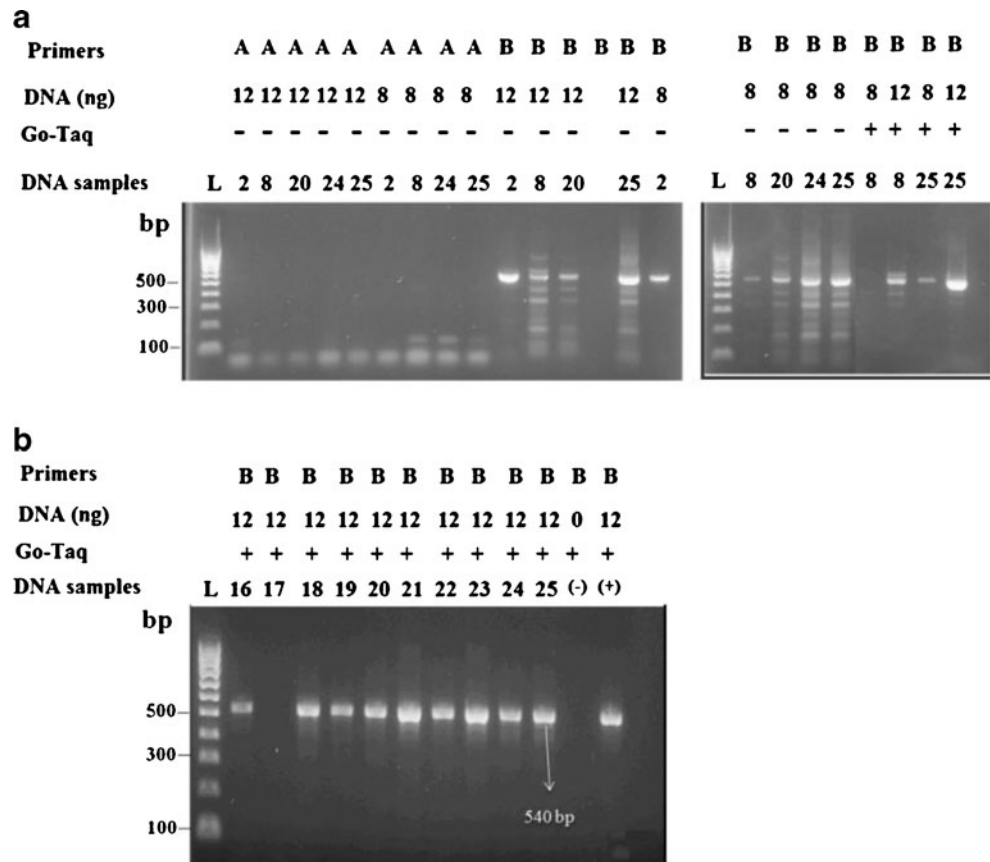 a
Primers A A A A A A A A A B B B B B B B B B B B B B B
DNA (ng) 12 12 12 12 12 8 8 8 8 12 12 12 12 8 8 8 8 8 8 12 8 12
Go-Taq - - - - - - - - - - - - - - - - - - + + + +
DNA samples L 2 8 20 24 25 2 8 24 25 2 8 20 25 2 L 8 20 24 25 8 8 25 25
bp
500
300
100
b
Primers B B B B B B B B B B B B
DNA (ng) 12 12 12 12 12 12 12 12 12 12 0 12
Go-Taq + + + + + + + + + + + +
DNA samples L 16 17 18 19 20 21 22 23 24 25 (-) (+)
bp
500
300
100
540 bp